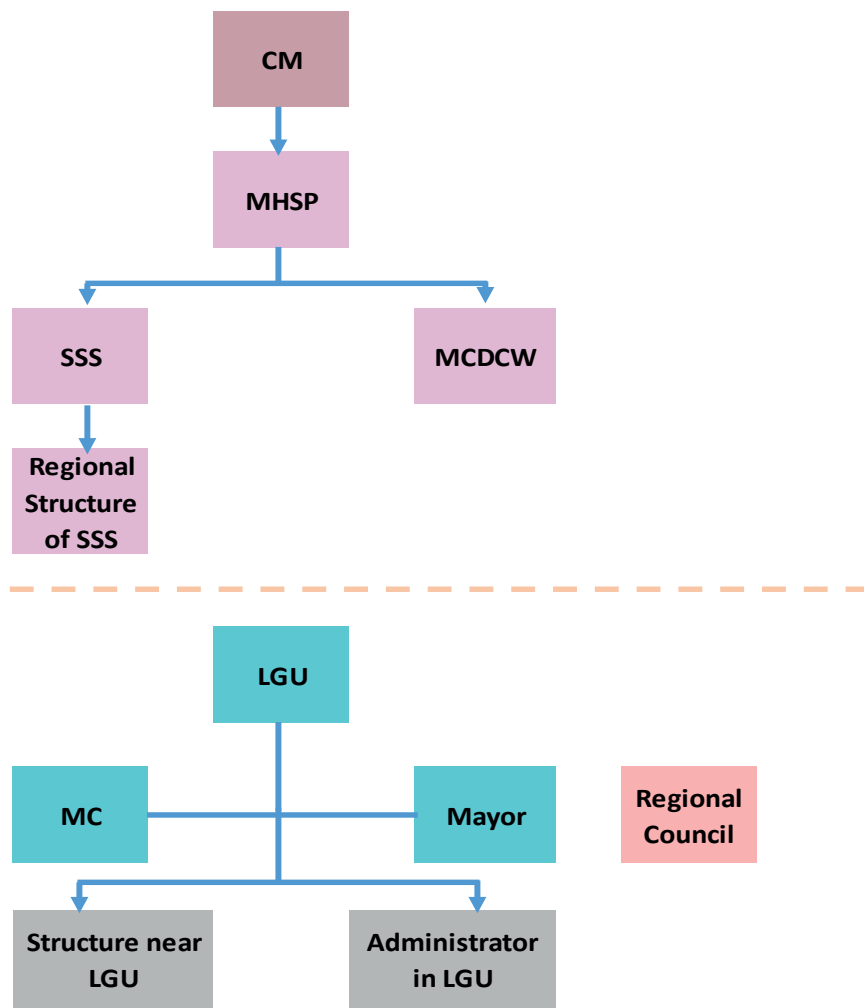 CM
MHSP
SSS
MCDCW
Regional
Structure
of SSS
LGU
MC
Mayor
Regional
Council
Structure near
LGU
Administrator
in LGU